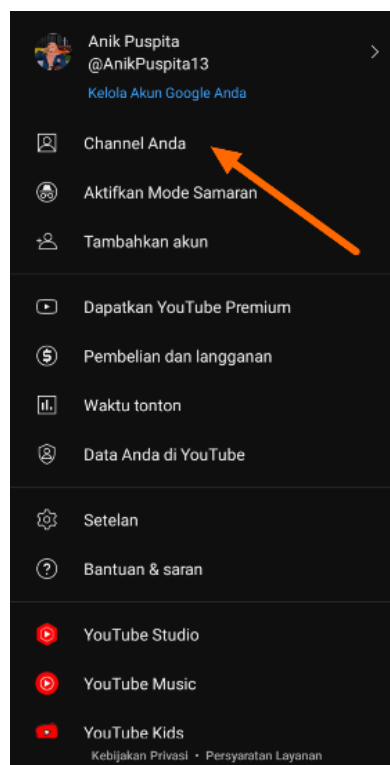 Anik Puspita
@AnikPuspita13
Kelola Akun Google Anda
Channel Anda
Aktifkan Mode Samaran
Tambahkan akun
Dapatkan YouTube Premium
Pembelian dan langganan
Waktu tonton
Data Anda di YouTube
Setelan
Bantuan & saran
YouTube Studio
YouTube Music
YouTube Kids
Kebijakan Privasi • Persyaratan Layanan